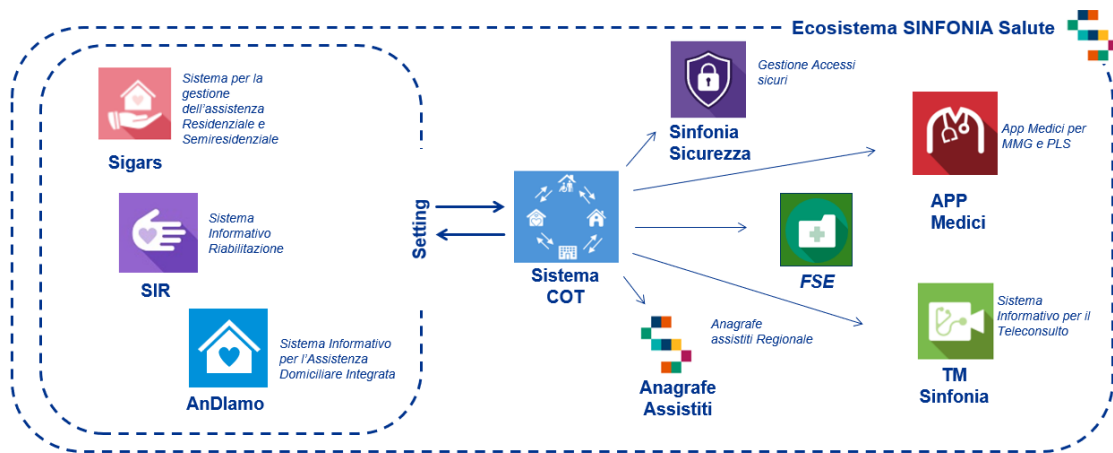 Ecosistema SINFONIA Salute
Sistema per la
gestione
dell'assistenza
Residenziale e
Semiresidenziale
Sigars
Sistema
Informativo
Riabilitazione
SIR
Sistema Informativo
per l'Assistenza
Domiciliare Integrata
AnDIamo
Setting
Sistema
COT
Gestione Accessi
sicuri
Sinfonia
Sicurezza
App Medici per
MMG e PLS
APP
Medici
FSE
Anagrafe
assistiti Regionale
Anagrafe
Assistiti
Sistema
Informativo per il
Teleconsulto
TM
Sinfonia